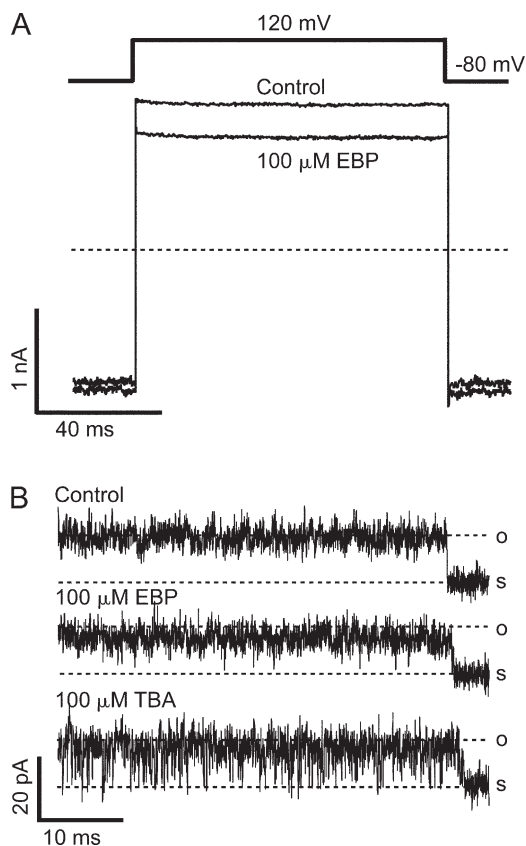 A
120 mV
-80 mV
Control
100 μM EBP
1 nA
40 ms
B
Control
o
s
100 μM EBP
o
s
100 μM TBA
o
s
20 pA
10 ms